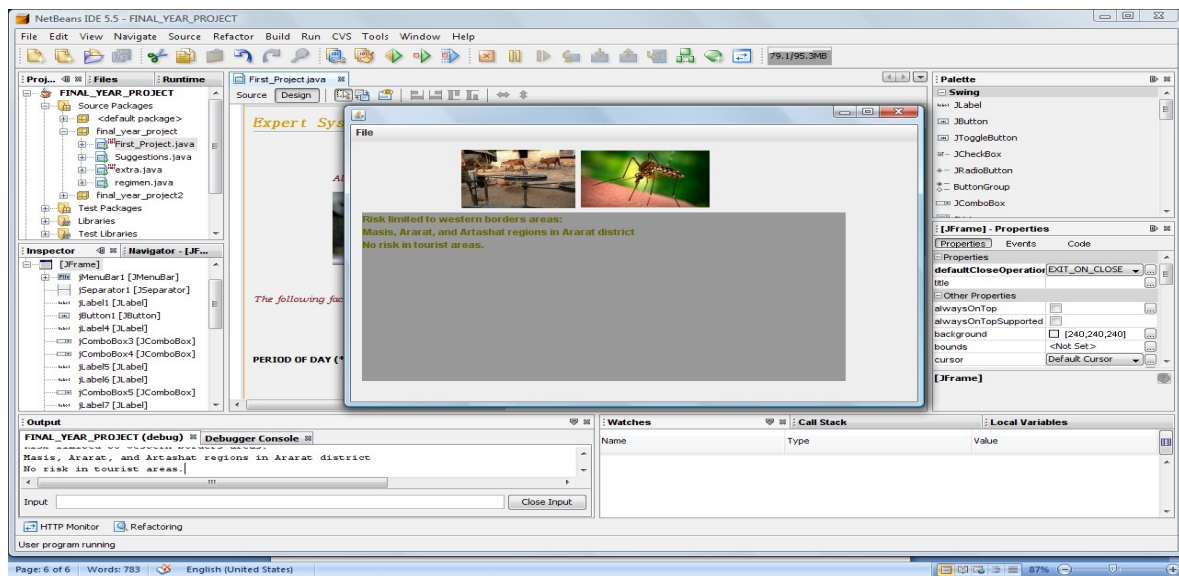 NetBeans IDE 5.5 - FINAL_YEAR_PROJECT
File Edit View Navigate Source Refactor Build Run CVS Tools Window Help
79.1/95.3MB
Proj... Files Runtime
FINAL_YEAR_PROJECT
Source Packages
<default package>
final_year_project
First_Project.java
Suggestions.java
extra.java
regimen.java
final_year_project2
Test Packages
Libraries
Test Libraries
Inspector Navigator - [JF...
[JFrame]
jMenuBar1 [JMenuBar]
jSeparator1 [JSeparator]
jLabel1 [JLabel]
jButton1 [JButton]
jLabel4 [JLabel]
jComboBox3 [JComboBox]
jComboBox4 [JComboBox]
jLabel5 [JLabel]
jLabel6 [JLabel]
jComboBox5 [JComboBox]
jLabel7 [JLabel]
First_Project.java
Source Design
Expert Sys
The following fac
PERIOD OF DAY (*
File
Risk limited to western borders areas:
Masis, Ararat, and Artashat regions in Ararat district
No risk in tourist areas.
Palette
Swing
JLabel
JButton
JToggleButton
JCheckBox
JRadioButton
ButtonGroup
JComboBox
[JFrame] - Properties
Properties Events Code
Properties
defaultCloseOperation EXIT_ON_CLOSE
title
Other Properties
alwaysOnTop
alwaysOnTopSupported
background [240,240,240]
bounds <Not Set>
cursor Default Cursor
[JFrame]
Output
FINAL_YEAR_PROJECT (debug) Debugger Console
Masis, Ararat, and Artashat regions in Ararat district
No risk in tourist areas.
Input Close Input
Watches Call Stack Local Variables
Name Type Value
HTTP Monitor Refactoring
User program running
Page: 6 of 6 Words: 783 English (United States) 87%